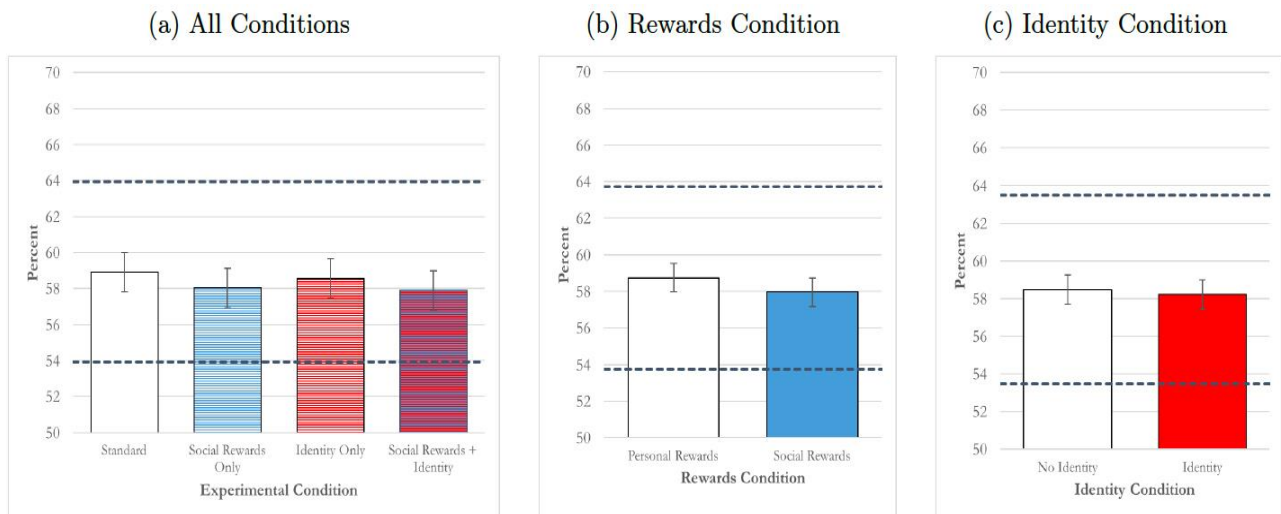 (a) All Conditions
70
68
66
64
62
60
58
56
54
52
50
Percent
Standard
Social Rewards Only
Identity Only
Social Rewards + Identity
Experimental Condition
(b) Rewards Condition
70
68
66
64
62
60
58
56
54
52
50
Percent
Personal Rewards
Social Rewards
Rewards Condition
(c) Identity Condition
70
68
66
64
62
60
58
56
54
52
50
Percent
No Identity
Identity
Identity Condition